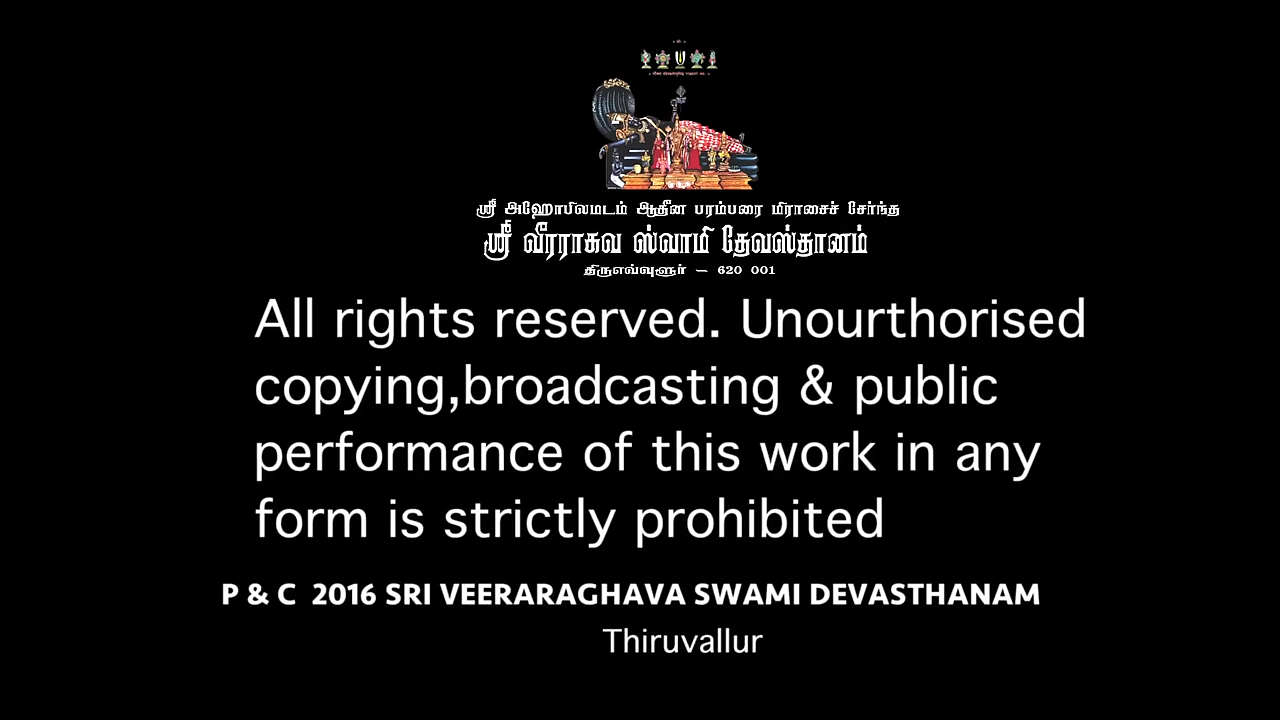 ஸ்ரீ அஹோபிலமடம் ஆதீன பரம்பரை மிராசைச் சேர்ந்த
ஸ்ரீ வீரராகவ ஸ்வாமி தேவஸ்தானம்
திருஎவ்வுளூர் – 620 001
All rights reserved. Unourthorised
copying,broadcasting & public
performance of this work in any
form is strictly prohibited
P & C 2016 SRI VEERARAGHAVA SWAMI DEVASTHANAM
Thiruvallur